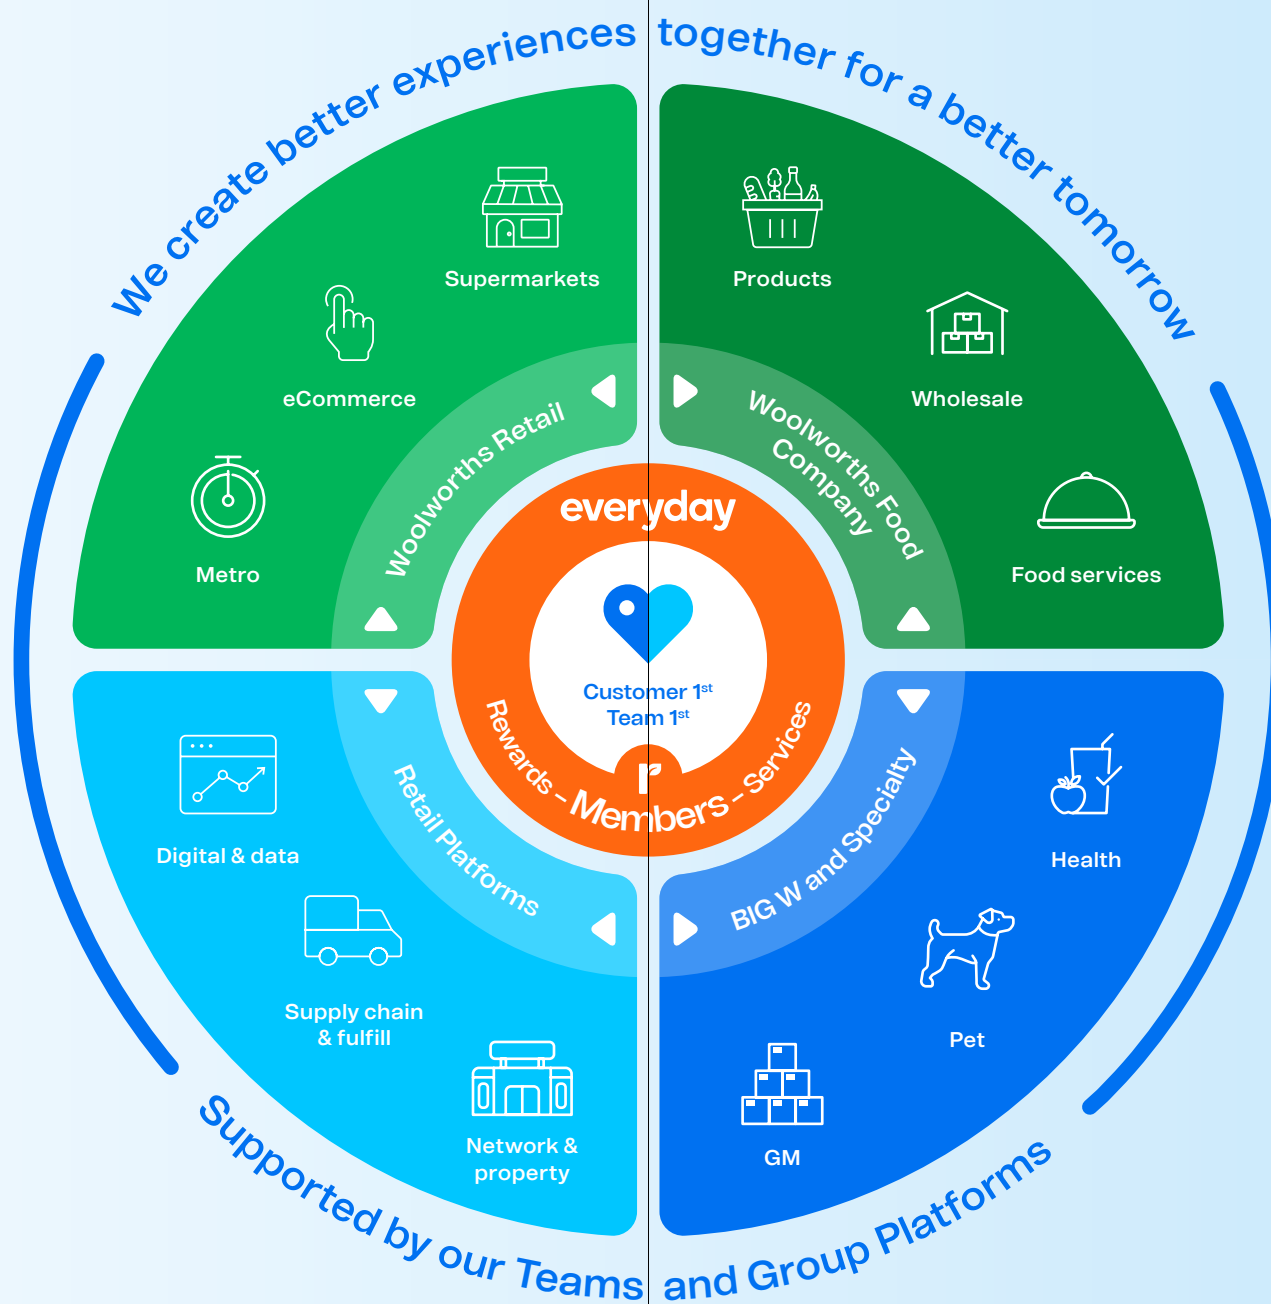 We create better experiences together for a better tomorrow
Supermarkets
eCommerce
Metro
Woolworths Retail
Products
Wholesale
Food services
Woolworths Food
Company
everyday
Customer 1st
Team 1st
r
Rewards – Members – Services
Retail Platforms
Digital & data
Supply chain
& fulfill
Network &
property
BIG W and Specialty
Health
Pet
GM
Supported by our Teams and Group Platforms